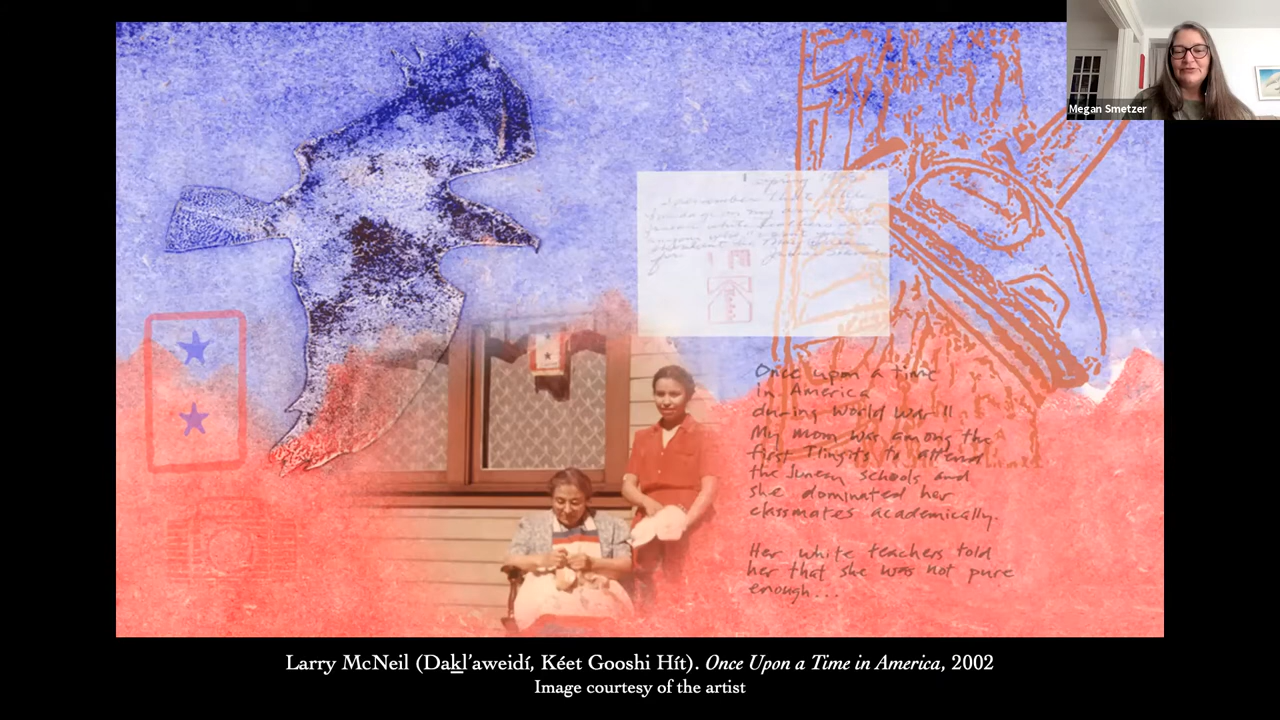 Megan Smetzer
Once upon a time
in America
during World War II
My mom was among the
first Tlingits to attend
the Juneau schools and
she dominated her
classmates academically.
Her white teachers told
her that she was not pure
enough...
Larry McNeil (Daḵl'aweidí, Kéet Gooshi Hít). Once Upon a Time in America, 2002
Image courtesy of the artist